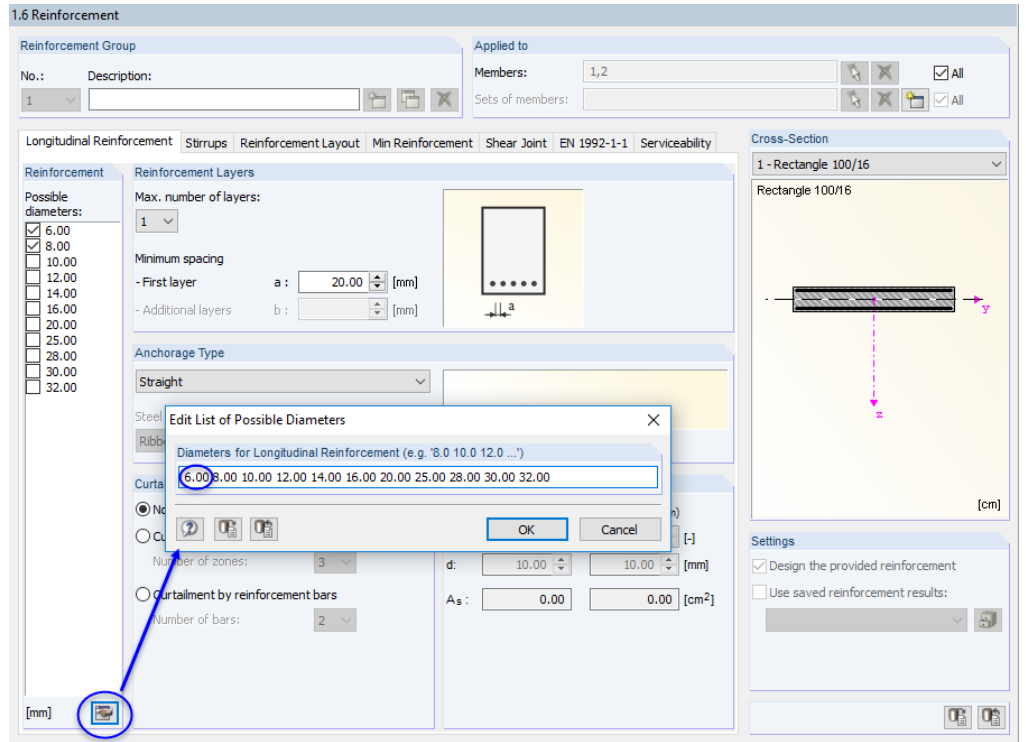 1.6 Reinforcement
Reinforcement Group
No.: Description:
1
Applied to
Members: 1,2 All
Sets of members: All
Longitudinal Reinforcement Stirrups Reinforcement Layout Min Reinforcement Shear Joint EN 1992-1-1 Serviceability
Reinforcement
Possible
diameters:
6.00
8.00
10.00
12.00
14.00
16.00
20.00
25.00
28.00
30.00
32.00
[mm]
Reinforcement Layers
Max. number of layers:
1
Minimum spacing
- First layer a : 20.00 [mm]
- Additional layers b : [mm]
a
Anchorage Type
Straight
Steel
Edit List of Possible Diameters
Diameters for Longitudinal Reinforcement (e.g. '8.0 10.0 12.0 ...')
6.00 8.00 10.00 12.00 14.00 16.00 20.00 25.00 28.00 30.00 32.00
OK Cancel
[-]
Number of zones: 3
d: 10.00 10.00 [mm]
Curtailment by reinforcement bars
As : 0.00 0.00 [cm2]
Number of bars: 2
Cross-Section
1 - Rectangle 100/16
Rectangle 100/16
y
z
[cm]
Settings
Design the provided reinforcement
Use saved reinforcement results: